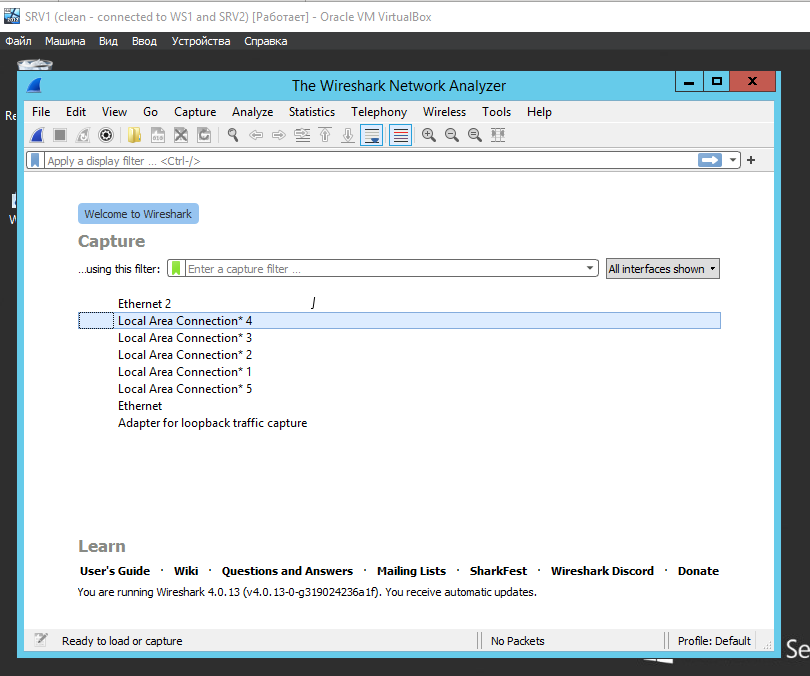 SRV1 (clean - connected to WS1 and SRV2) [Работает] - Oracle VM VirtualBox
Файл Машина Вид Ввод Устройства Справка
The Wireshark Network Analyzer
File Edit View Go Capture Analyze Statistics Telephony Wireless Tools Help
Apply a display filter ... <Ctrl-/>
Welcome to Wireshark
Capture
...using this filter: Enter a capture filter ... All interfaces shown
Ethernet 2
Local Area Connection* 4
Local Area Connection* 3
Local Area Connection* 2
Local Area Connection* 1
Local Area Connection* 5
Ethernet
Adapter for loopback traffic capture
Learn
User's Guide · Wiki · Questions and Answers · Mailing Lists · SharkFest · Wireshark Discord · Donate
You are running Wireshark 4.0.13 (v4.0.13-0-g319024236a1f). You receive automatic updates.
Ready to load or capture No Packets Profile: Default